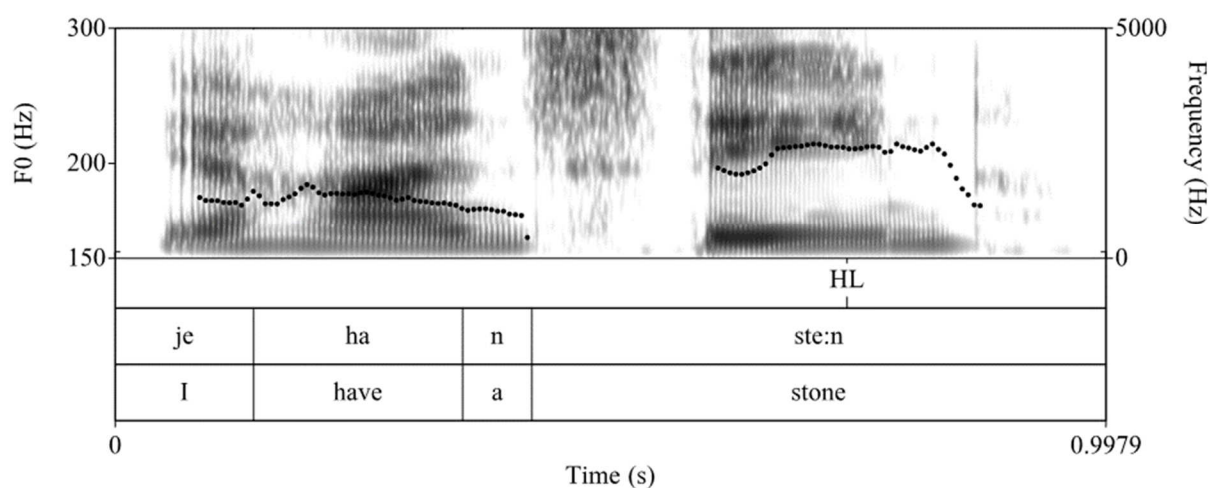 300
5000
F0 (Hz)
200
Frequency (Hz)
150
0
HL
je ha n ste:n
I have a stone
0
0.9979
Time (s)